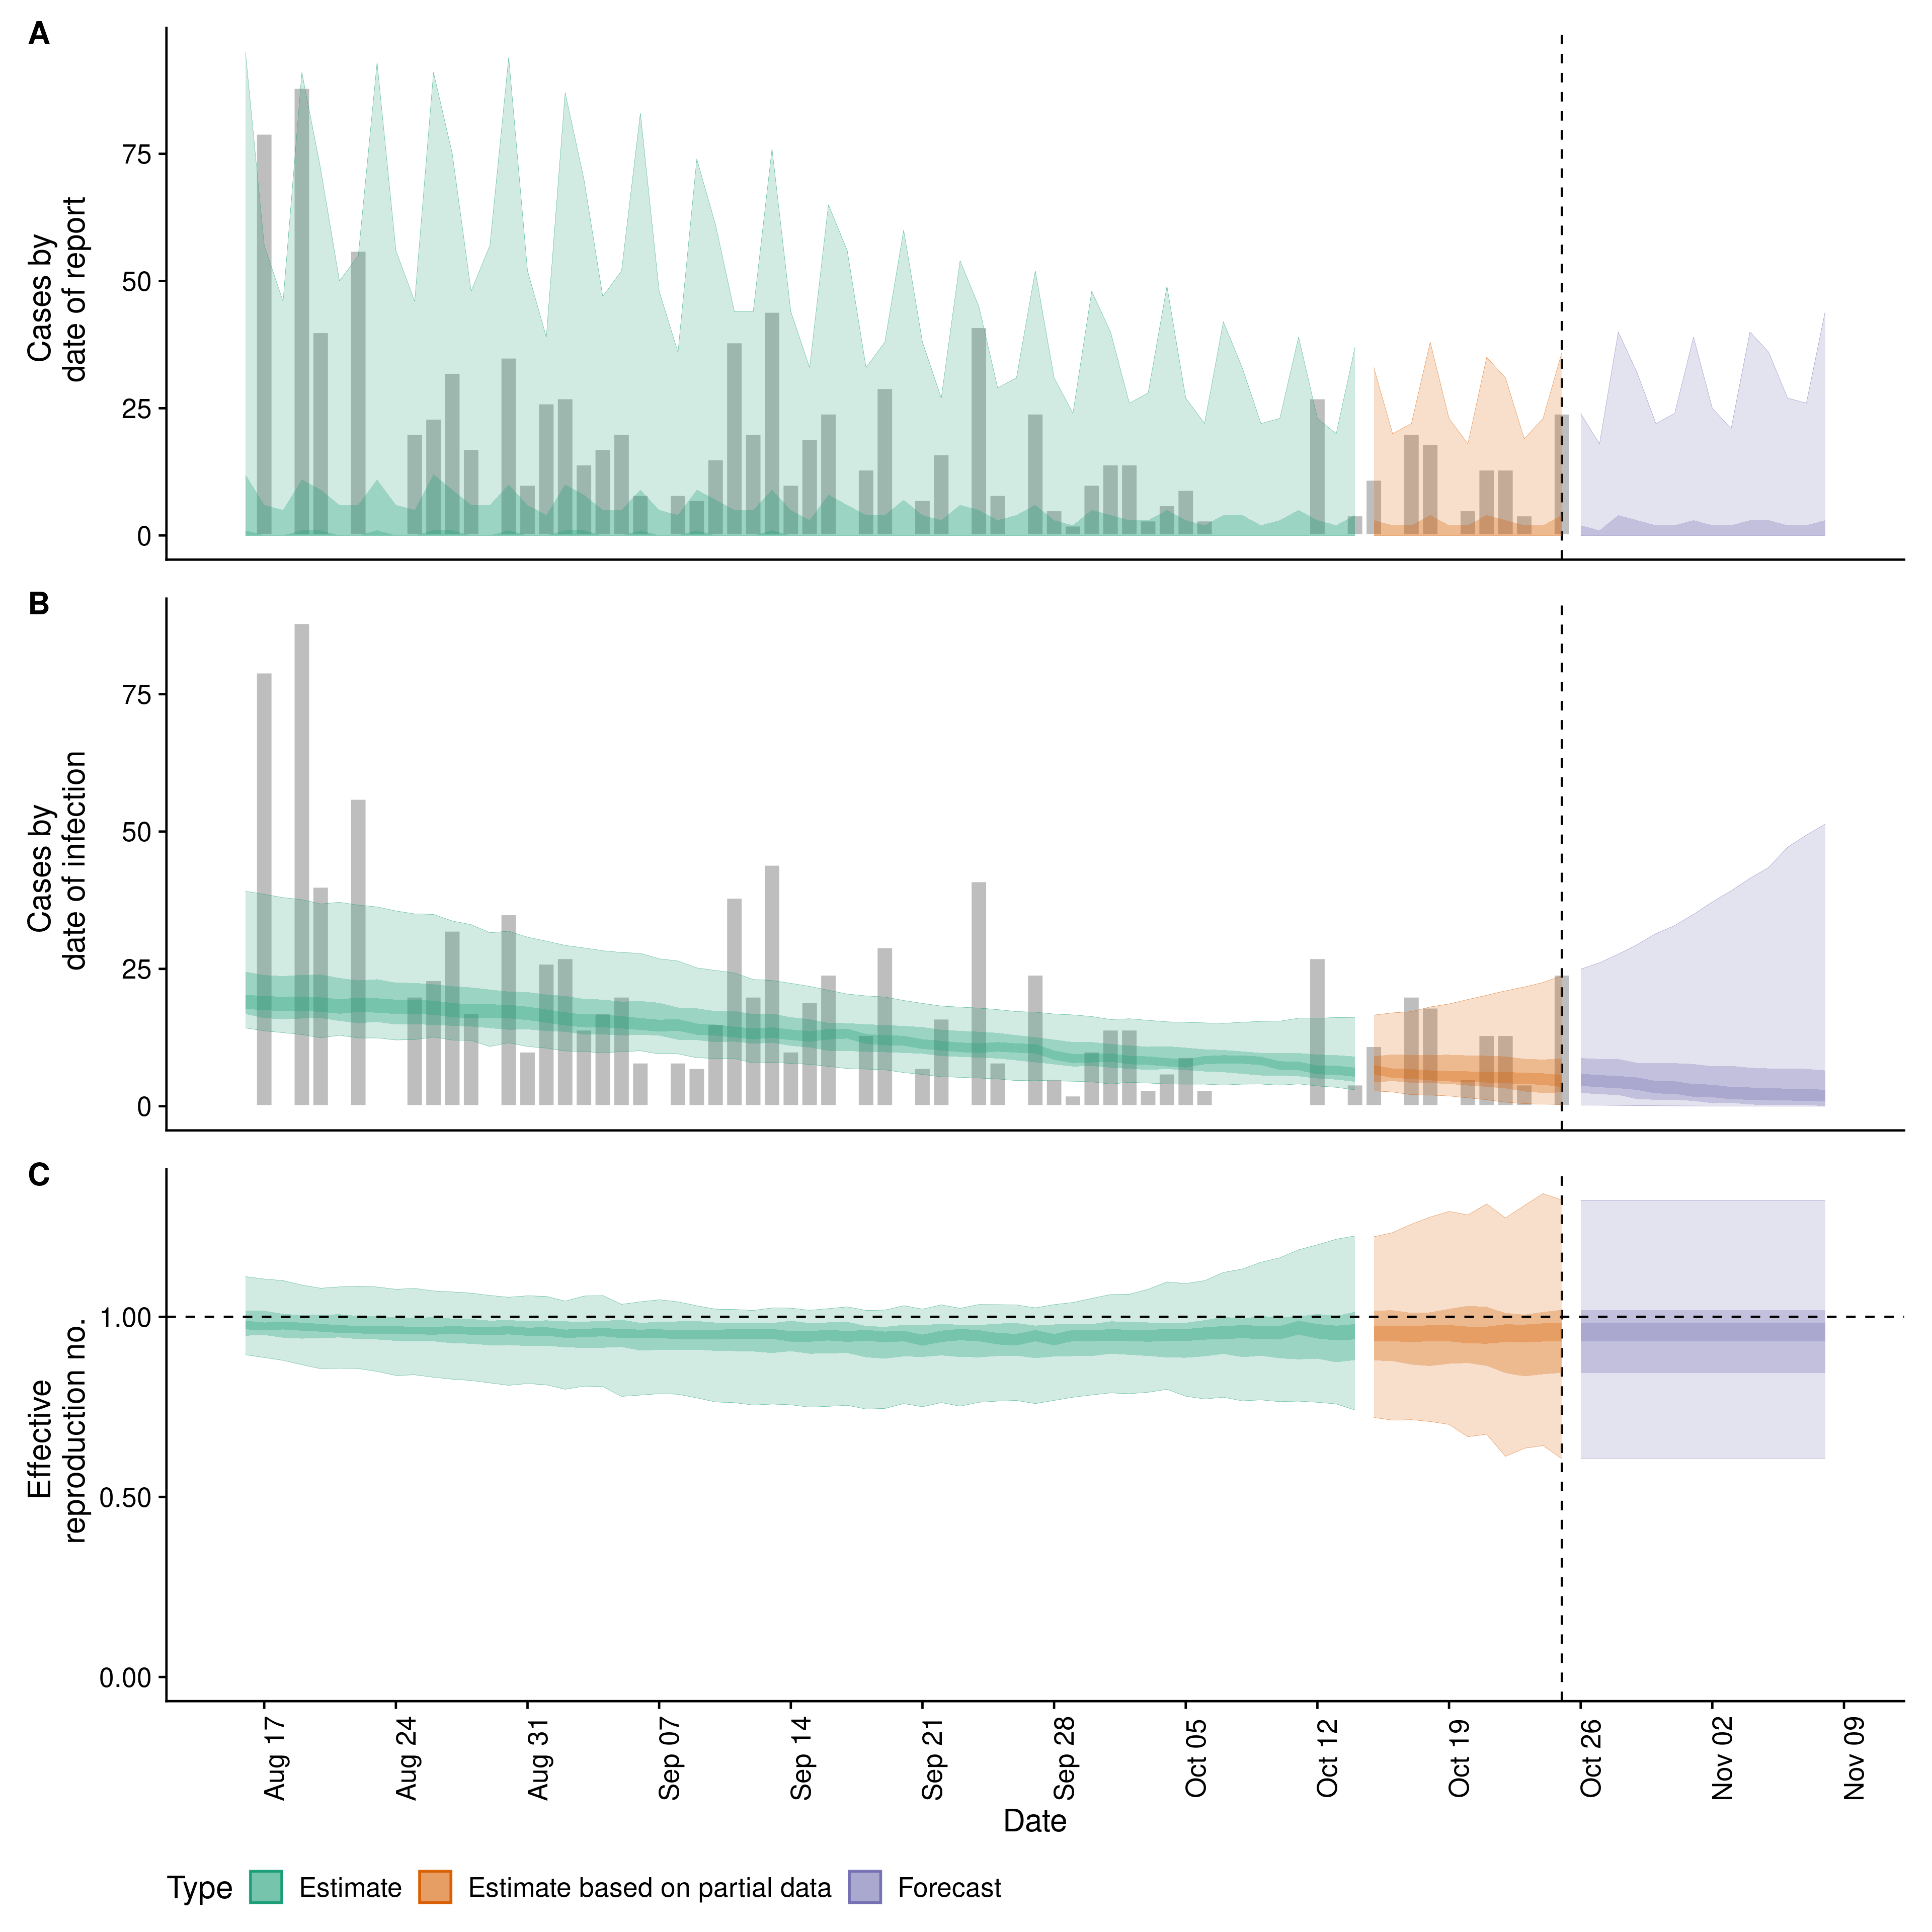 A
Cases by
date of report
75
50
25
0
B
Cases by
date of infection
75
50
25
0
C
Effective
reproduction no.
1.00
0.50
0.00
Aug 17
Aug 24
Aug 31
Sep 07
Sep 14
Sep 21
Sep 28
Oct 05
Oct 12
Oct 19
Oct 26
Nov 02
Nov 09
Date
Type Estimate Estimate based on partial data Forecast